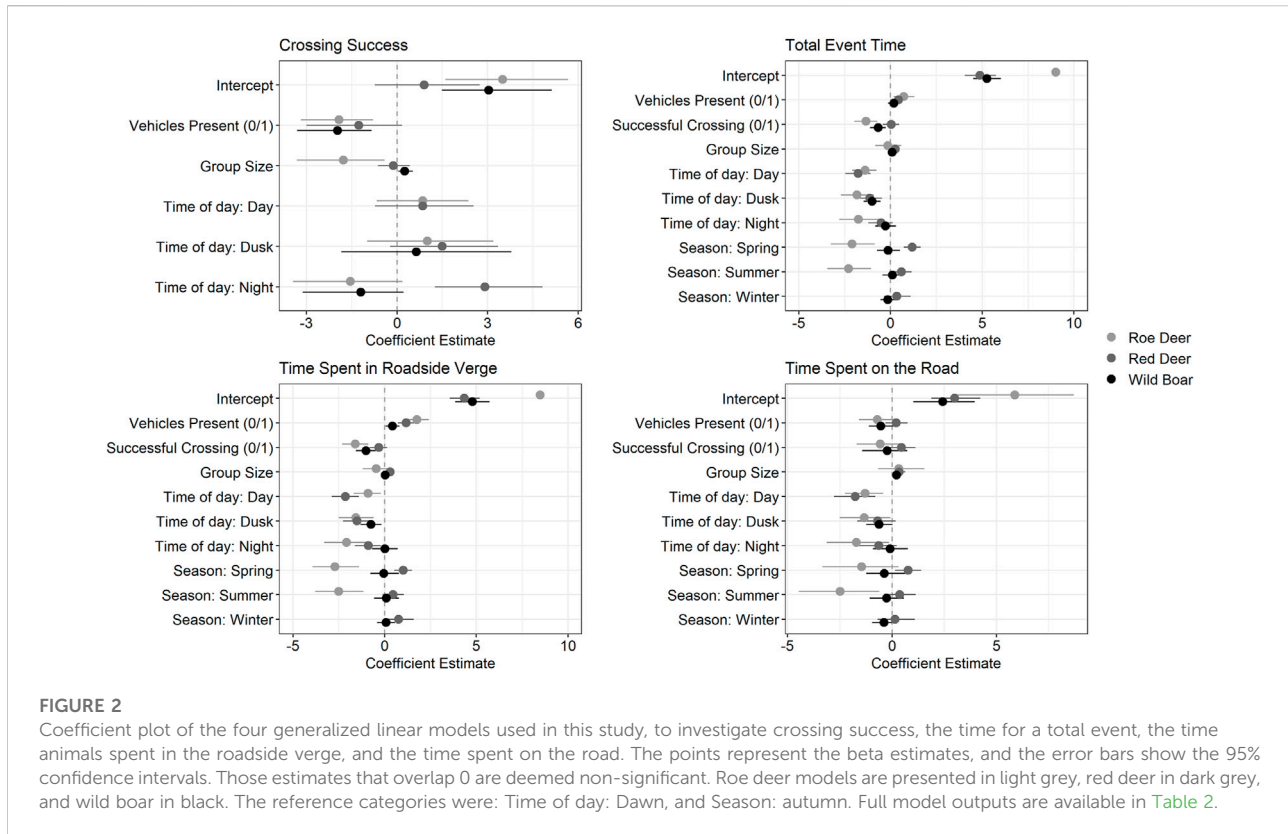 Crossing Success
Intercept
Vehicles Present (0/1)
Group Size
Time of day: Day
Time of day: Dusk
Time of day: Night
-3 0 3 6
Coefficient Estimate
Total Event Time
Intercept
Vehicles Present (0/1)
Successful Crossing (0/1)
Group Size
Time of day: Day
Time of day: Dusk
Time of day: Night
Season: Spring
Season: Summer
Season: Winter
-5 0 5 10
Coefficient Estimate
Roe Deer
Red Deer
Wild Boar
Time Spent in Roadside Verge
Intercept
Vehicles Present (0/1)
Successful Crossing (0/1)
Group Size
Time of day: Day
Time of day: Dusk
Time of day: Night
Season: Spring
Season: Summer
Season: Winter
-5 0 5 10
Coefficient Estimate
Time Spent on the Road
Intercept
Vehicles Present (0/1)
Successful Crossing (0/1)
Group Size
Time of day: Day
Time of day: Dusk
Time of day: Night
Season: Spring
Season: Summer
Season: Winter
-5 0 5
Coefficient Estimate
FIGURE 2
Coefficient plot of the four generalized linear models used in this study, to investigate crossing success, the time for a total event, the time
animals spent in the roadside verge, and the time spent on the road. The points represent the beta estimates, and the error bars show the 95%
confidence intervals. Those estimates that overlap 0 are deemed non-significant. Roe deer models are presented in light grey, red deer in dark grey,
and wild boar in black. The reference categories were: Time of day: Dawn, and Season: autumn. Full model outputs are available in Table 2.